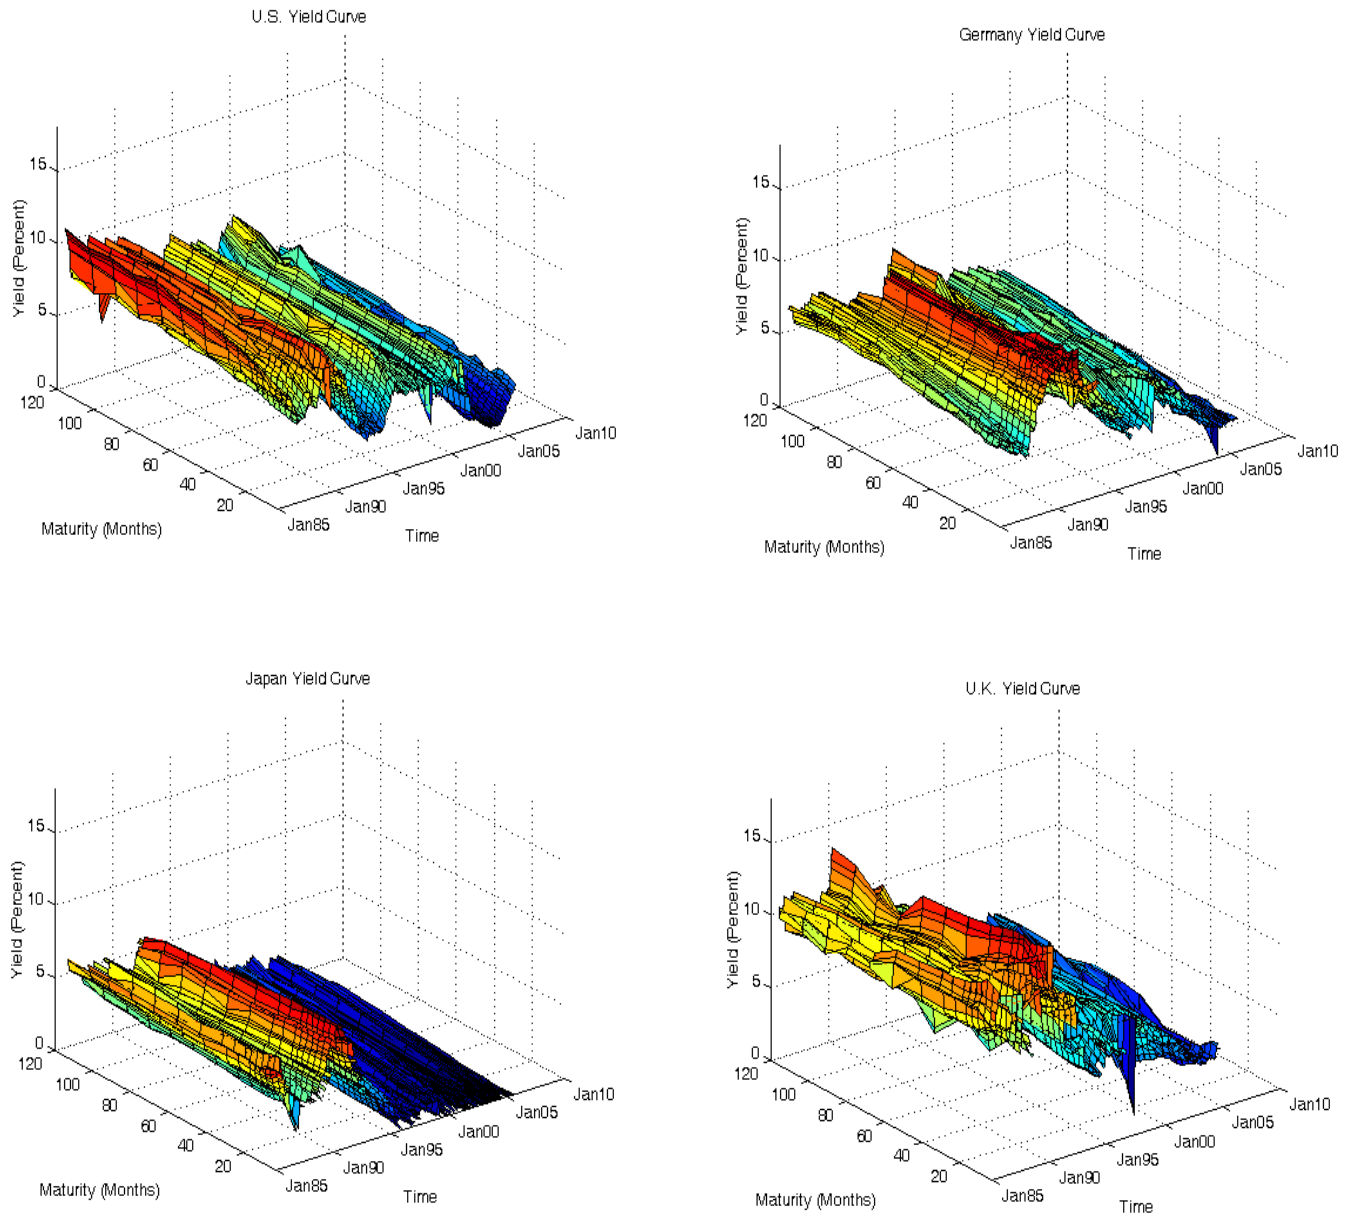 U.S. Yield Curve
Yield (Percent)
15
10
5
0
120
100
80
60
40
20
Maturity (Months)
Jan85
Jan90
Jan95
Jan00
Jan05
Jan10
Time
Germany Yield Curve
Yield (Percent)
15
10
5
0
120
100
80
60
40
20
Maturity (Months)
Jan85
Jan90
Jan95
Jan00
Jan05
Jan10
Time
Japan Yield Curve
Yield (Percent)
15
10
5
0
120
100
80
60
40
20
Maturity (Months)
Jan85
Jan90
Jan95
Jan00
Jan05
Jan10
Time
U.K. Yield Curve
Yield (Percent)
15
10
5
0
120
100
80
60
40
20
Maturity (Months)
Jan85
Jan90
Jan95
Jan00
Jan05
Jan10
Time